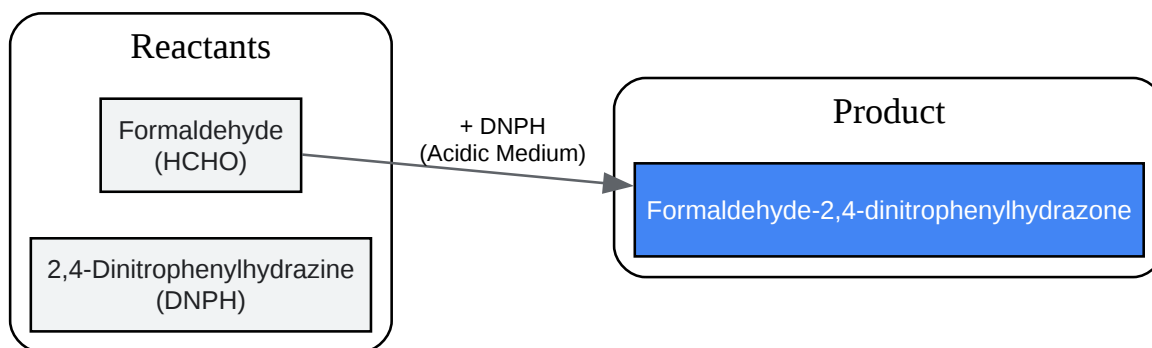 Reactants
Formaldehyde
(HCHO)
2,4-Dinitrophenylhydrazine
(DNPH)
+ DNPH
(Acidic Medium)
Product
Formaldehyde-2,4-dinitrophenylhydrazone